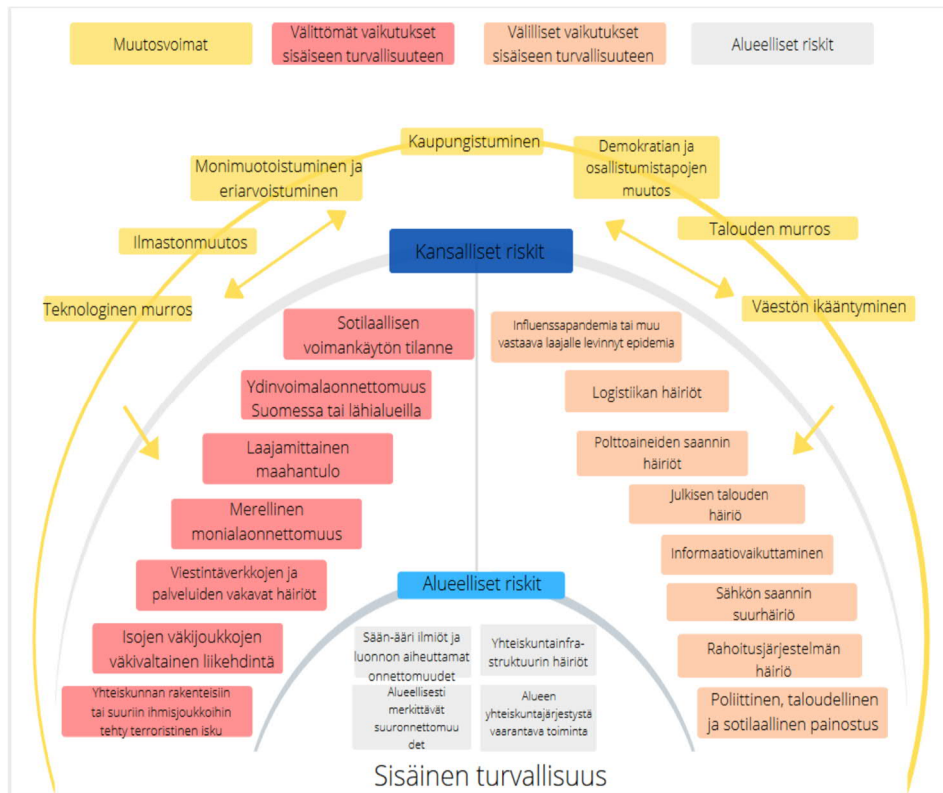 Muutosvoimat
Välittömät vaikutukset
sisäiseen turvallisuuteen
Välilliset vaikutukset
sisäiseen turvallisuuteen
Alueelliset riskit
Kaupungistuminen
Monimuotoistuminen ja
eriarvoistuminen
Demokratian ja
osallistumistapojen
muutos
Ilmastonmuutos
Talouden murros
Teknologinen murros
Väestön ikääntyminen
Kansalliset riskit
Sotilaallisen
voimankäytön tilanne
Ydinvoimalaonnettomuus
Suomessa tai lähialueilla
Laajamittainen
maahantulo
Merellinen
monialaonnettomuus
Viestintäverkkojen ja
palveluiden vakavat häiriöt
Isojen väkijoukkojen
väkivaltainen liikehdintä
Yhteiskunnan rakenteisiin
tai suuriin ihmisjoukkoihin
tehty terroristinen isku
Influenssapandemia tai muu
vastaava laajalle levinnyt epidemia
Logistiikan häiriöt
Polttoaineiden saannin
häiriöt
Julkisen talouden
häiriö
Informaatiovaikuttaminen
Sähkön saannin
suurhäiriö
Rahoitusjärjestelmän
häiriö
Poliittinen, taloudellinen
ja sotilaallinen painostus
Alueelliset riskit
Sään-ääri ilmiöt ja
luonnon aiheuttamat
onnettomuudet
Yhteiskuntainfra-
struktuurin häiriöt
Alueellisesti
merkittävät
suuronnettomuu
det
Alueen
yhteiskuntajärjestystä
vaarantava toiminta
Sisäinen turvallisuus